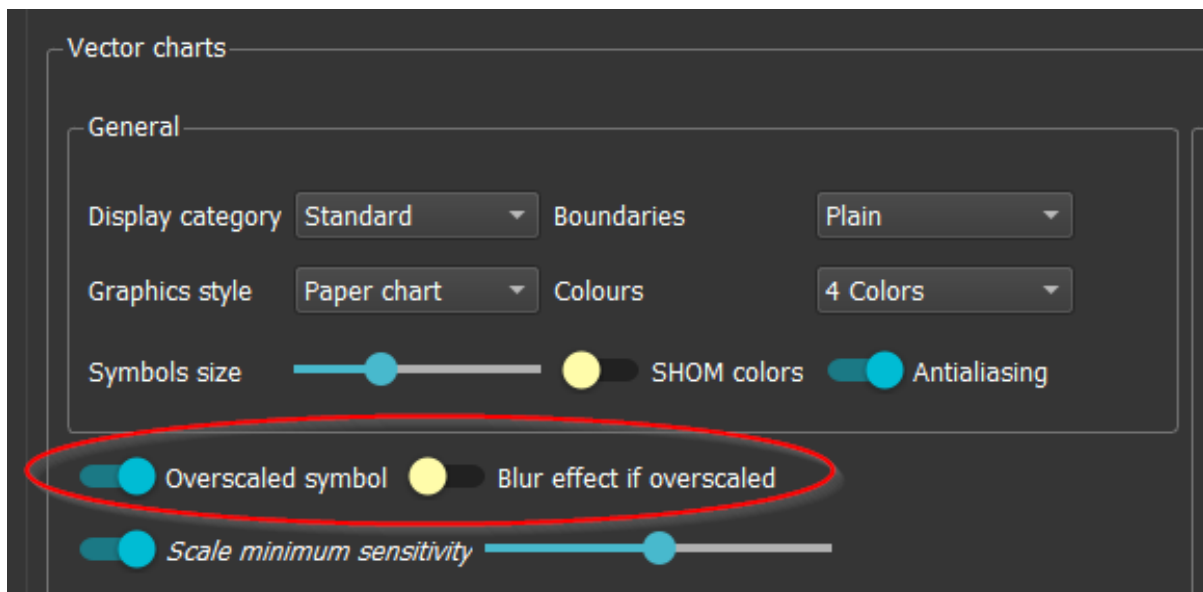 Vector charts
General
Display category Standard Boundaries Plain
Graphics style Paper chart Colours 4 Colors
Symbols size SHOM colors Antialiasing
Overscaled symbol Blur effect if overscaled
Scale minimum sensitivity